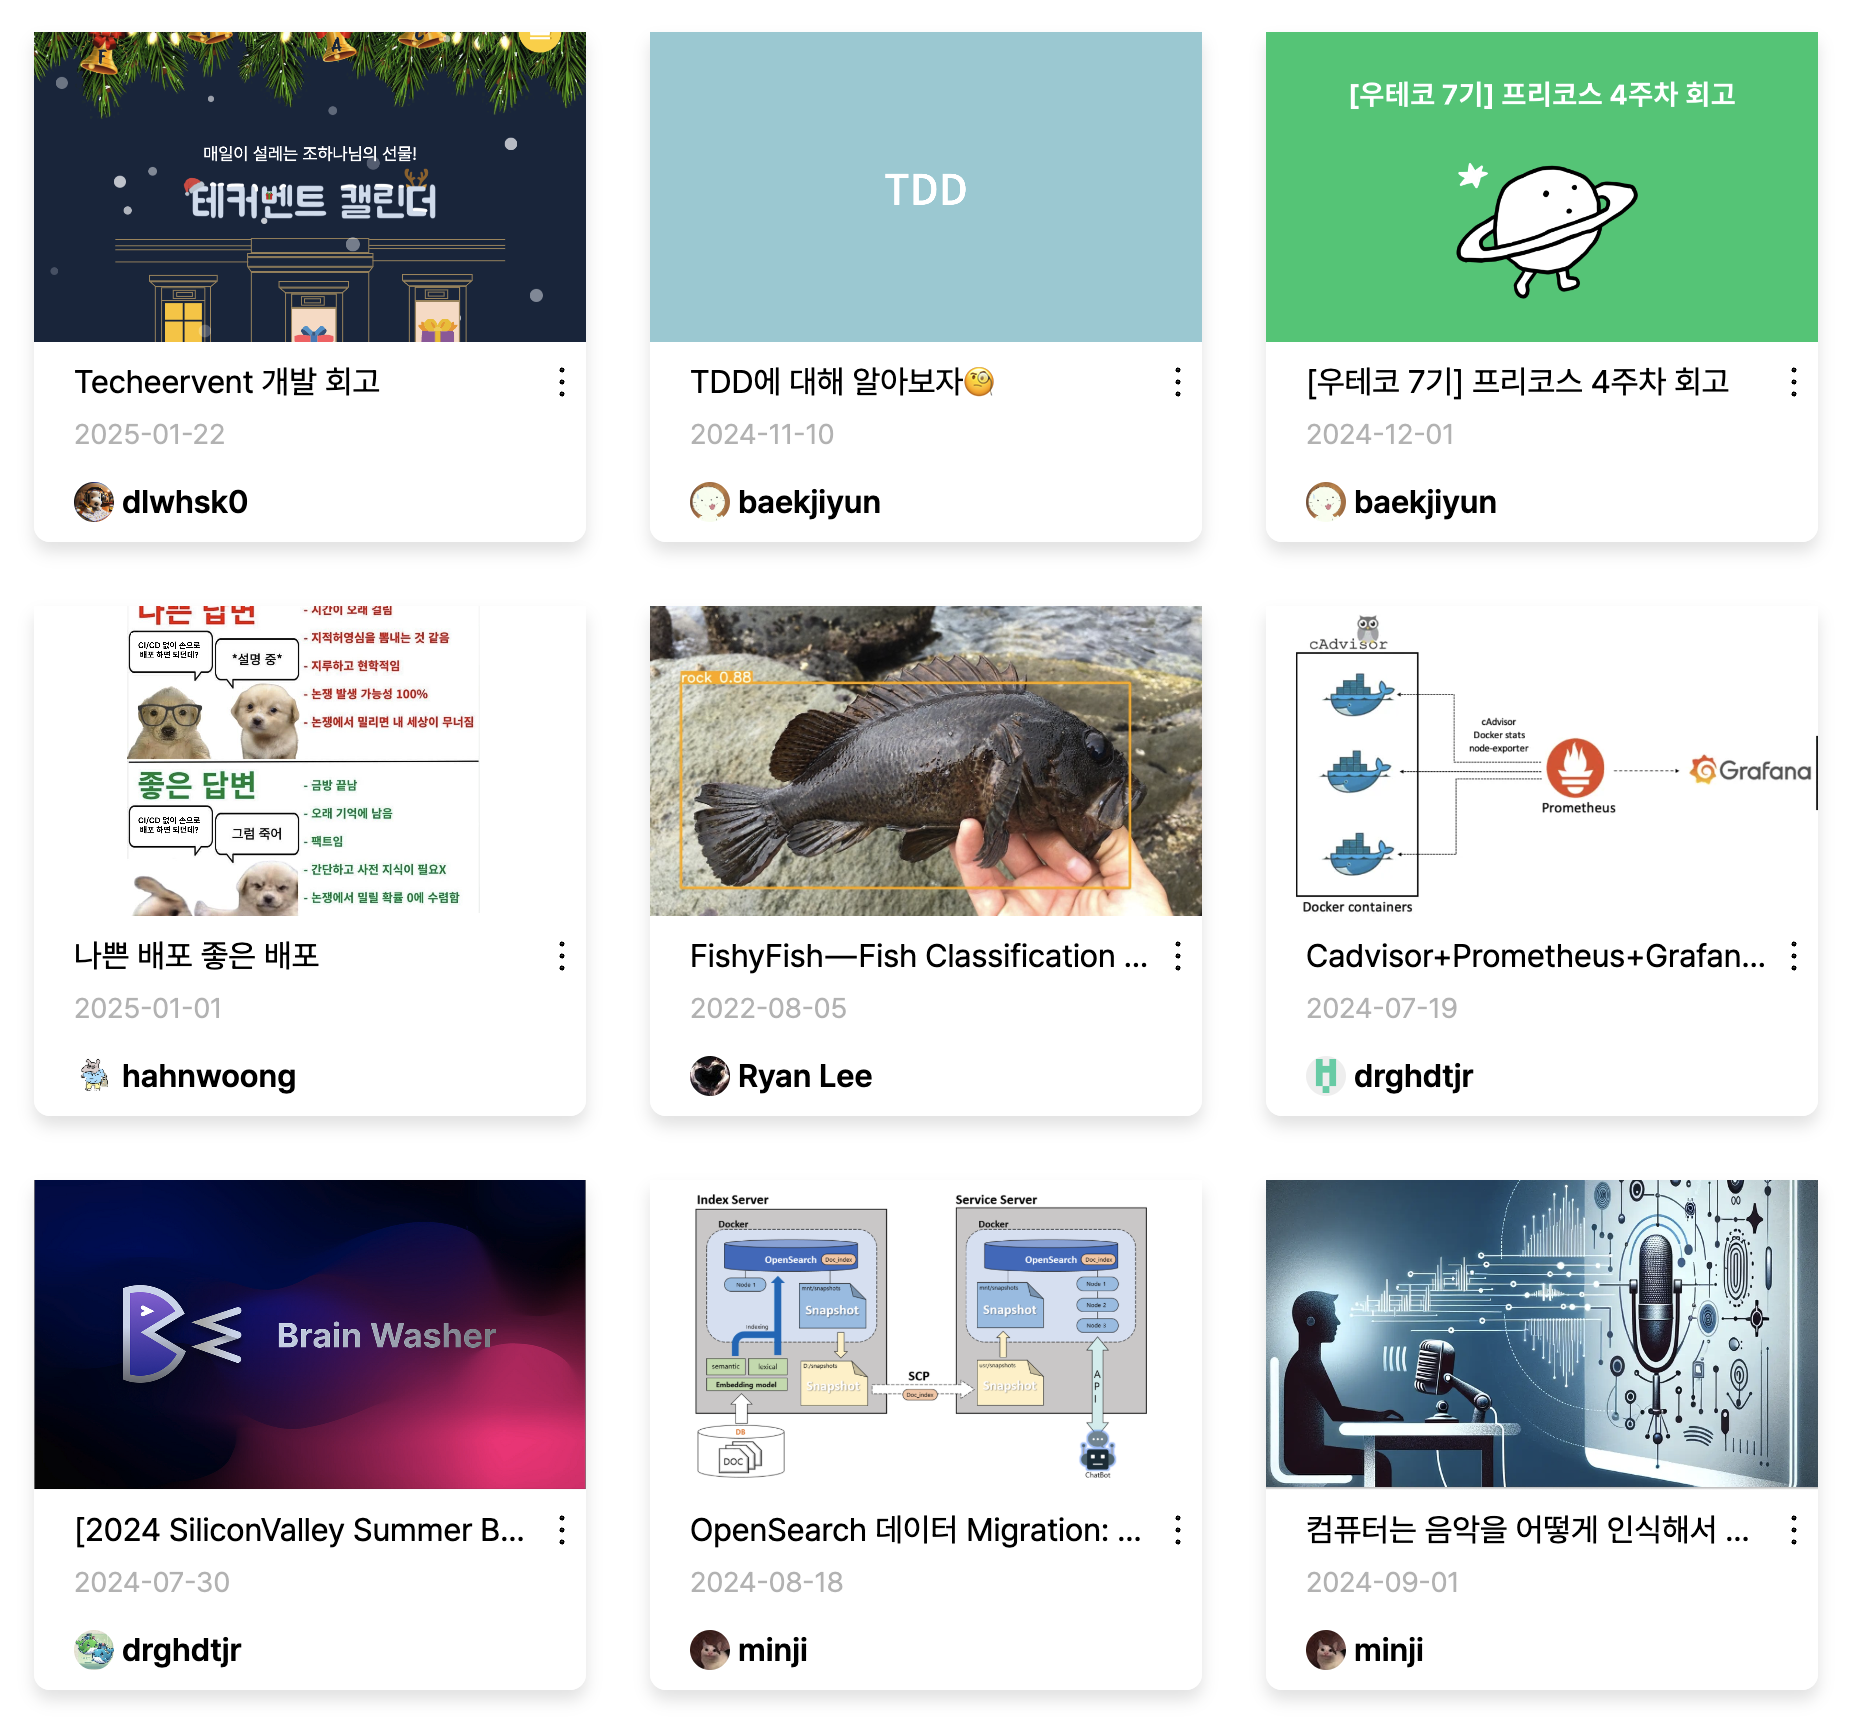 F
A
매일이 설레는 조하나님의 선물!
테커벤트 캘린더
Techeervent 개발 회고
2025-01-22
dlwhsk0
TDD
TDD에 대해 알아보자🧐
2024-11-10
baekjiyun
[우테코 7기] 프리코스 4주차 회고
[우테코 7기] 프리코스 4주차 회고
2024-12-01
baekjiyun
나쁜 답변
- 시간이 오래 걸림
- 지적허영심을 뽐내는 것 같음
- 지루하고 현학적임
- 논쟁 발생 가능성 100%
- 논쟁에서 밀리면 내 세상이 무너짐
CI/CD 없이 손으로
배포 하면 되던데?
*설명 중*
좋은 답변
- 금방 끝남
- 오래 기억에 남음
- 팩트임
- 간단하고 사전 지식이 필요X
- 논쟁에서 밀릴 확률 0에 수렴함
CI/CD 없이 손으로
배포 하면 되던데?
그럼 죽어
나쁜 배포 좋은 배포
2025-01-01
hahnwoong
rock 0.88
FishyFish—Fish Classification ...
2022-08-05
Ryan Lee
cAdvisor
cAdvisor
Docker stats
node-exporter
Prometheus
Grafana
Docker containers
Cadvisor+Prometheus+Grafan...
2024-07-19
drghdtjr
Brain Washer
[2024 SiliconValley Summer B...
2024-07-30
drghdtjr
Index Server
Docker
OpenSearch
Doc_index
Node 1
mnt/snapshots
Snapshot
Indexing
semantic
lexical
Embedding model
D:/snapshots
Snapshot
DB
DOC
SCP
Doc_index
Service Server
Docker
OpenSearch
Doc_index
mnt/snapshots
Snapshot
Node 1
Node 2
Node 3
usr/snapshots
Snapshot
API
ChatBot
OpenSearch 데이터 Migration: ...
2024-08-18
minji
컴퓨터는 음악을 어떻게 인식해서 ...
2024-09-01
minji